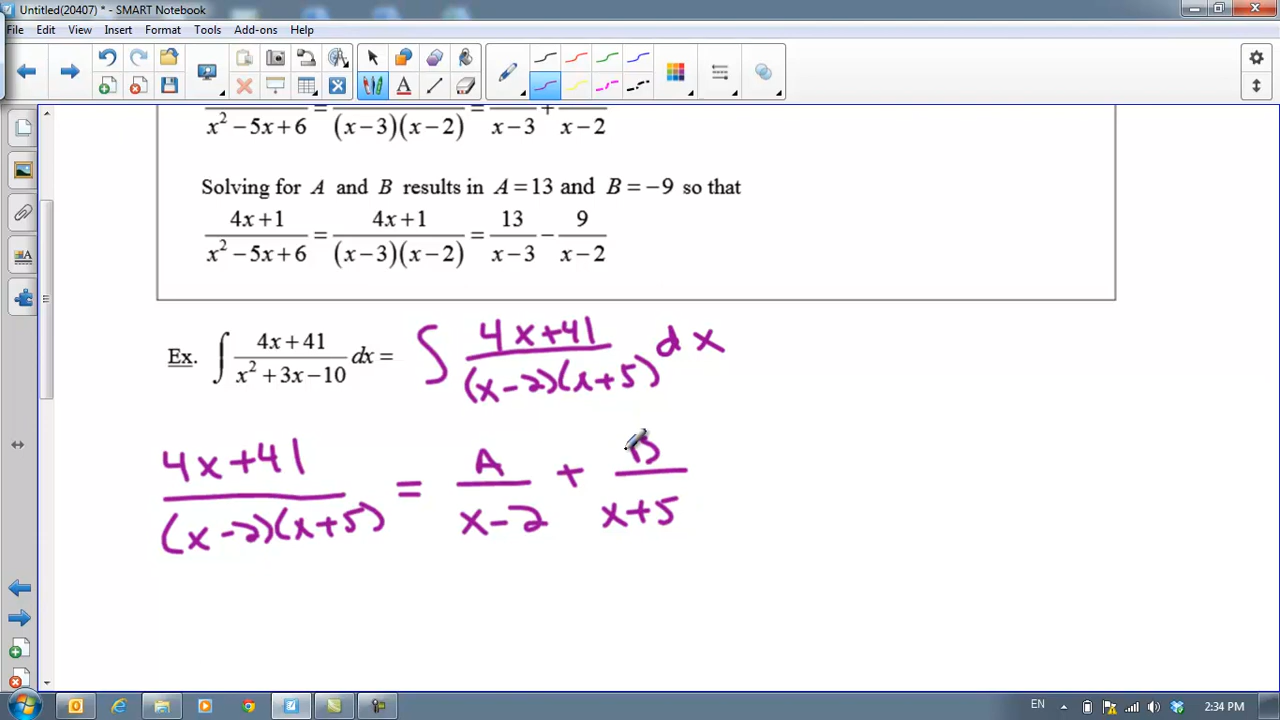 Untitled(20407) * - SMART Notebook
File Edit View Insert Format Tools Add-ons Help
x² − 5x + 6 = (x − 3)(x − 2) = x − 3 + x − 2
Solving for A and B results in A = 13 and B = −9 so that
4x + 1 4x + 1 13 9
x² − 5x + 6 = (x − 3)(x − 2) = x − 3 − x − 2
Ex. ∫ (4x + 41)/(x² + 3x − 10) dx = ∫ (4x+41)/((x−2)(x+5)) dx
(4x+41)/((x−2)(x+5)) = A/(x−2) + B/(x+5)
EN 2:34 PM